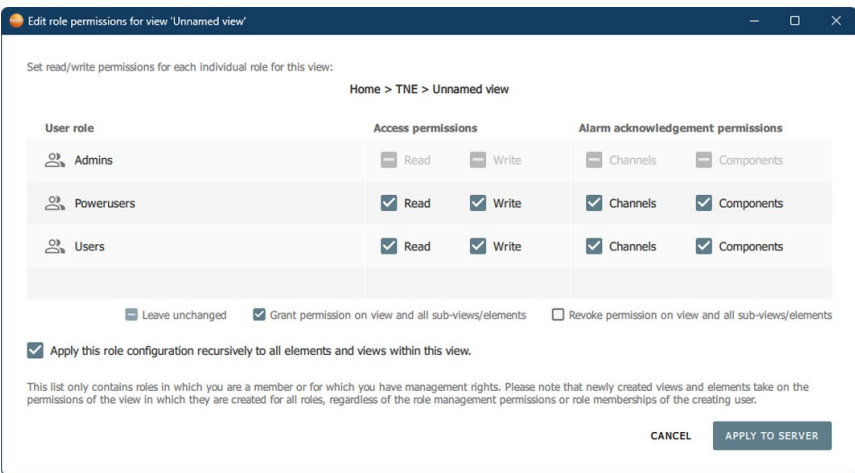 Edit role permissions for view 'Unnamed view'
Set read/write permissions for each individual role for this view:
Home > TNE > Unnamed view
User role Access permissions Alarm acknowledgement permissions
Admins Read Write Channels Components
Powerusers Read Write Channels Components
Users Read Write Channels Components
Leave unchanged Grant permission on view and all sub-views/elements Revoke permission on view and all sub-views/elements
Apply this role configuration recursively to all elements and views within this view.
This list only contains roles in which you are a member or for which you have management rights. Please note that newly created views and elements take on the
permissions of the view in which they are created for all roles, regardless of the role management permissions or role memberships of the creating user.
CANCEL APPLY TO SERVER